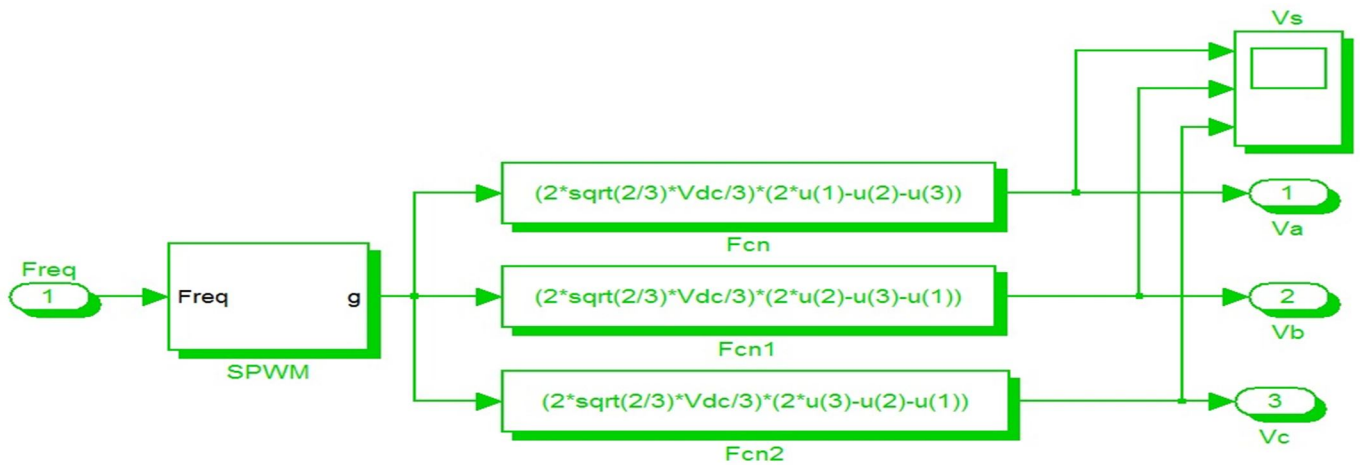 Vs
(2*sqrt(2/3)*Vdc/3)*(2*u(1)-u(2)-u(3))
1
Fcn
Va
Freq
1
Freq
g
(2*sqrt(2/3)*Vdc/3)*(2*u(2)-u(3)-u(1))
2
SPWM
Fcn1
Vb
(2*sqrt(2/3)*Vdc/3)*(2*u(3)-u(2)-u(1))
3
Fcn2
Vc